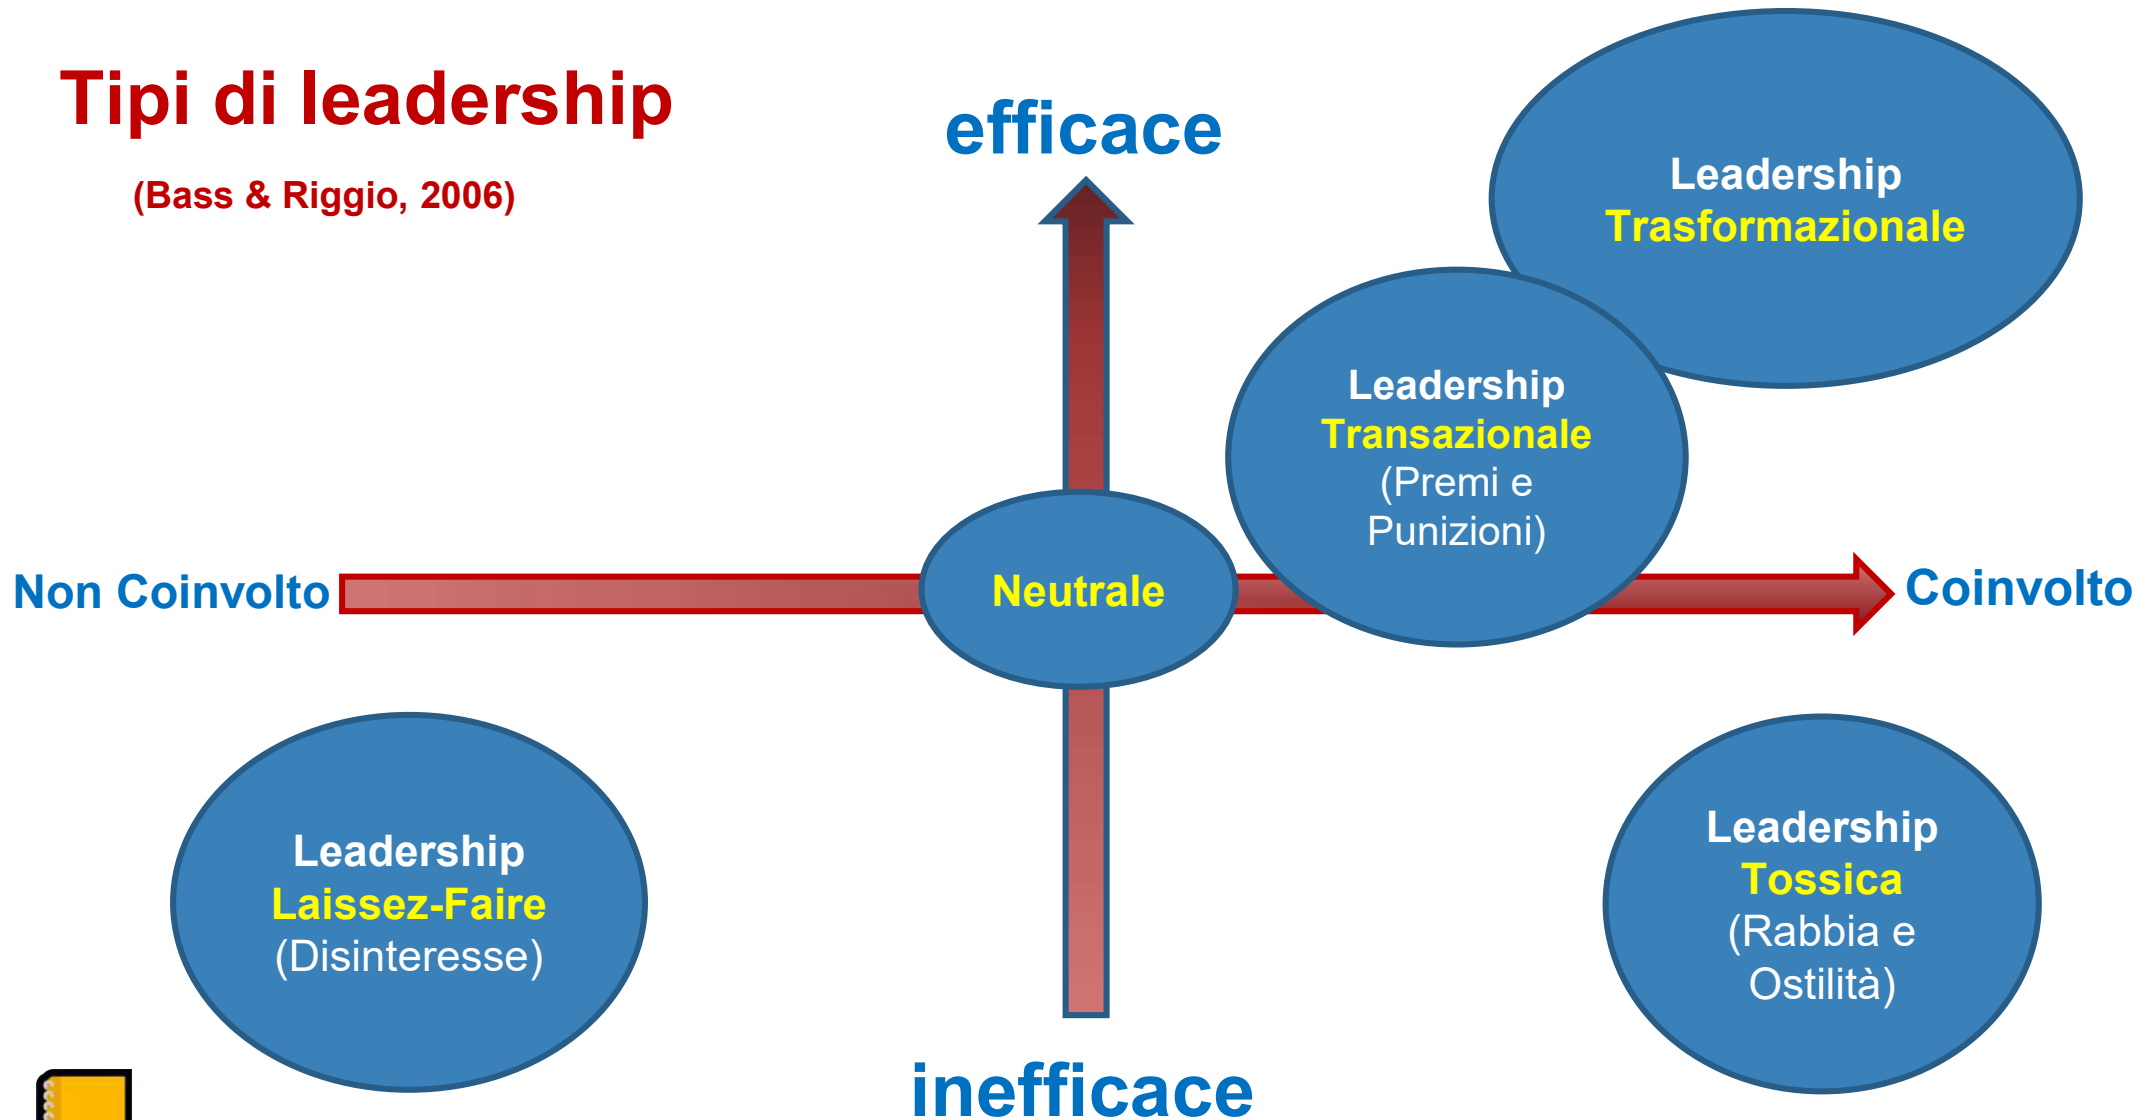 Tipi di leadership
(Bass & Riggio, 2006)
efficace
Leadership
Trasformazionale
Leadership
Transazionale
(Premi e
Punizioni)
Non Coinvolto
Neutrale
Coinvolto
Leadership
Laissez-Faire
(Disinteresse)
Leadership
Tossica
(Rabbia e
Ostilità)
inefficace